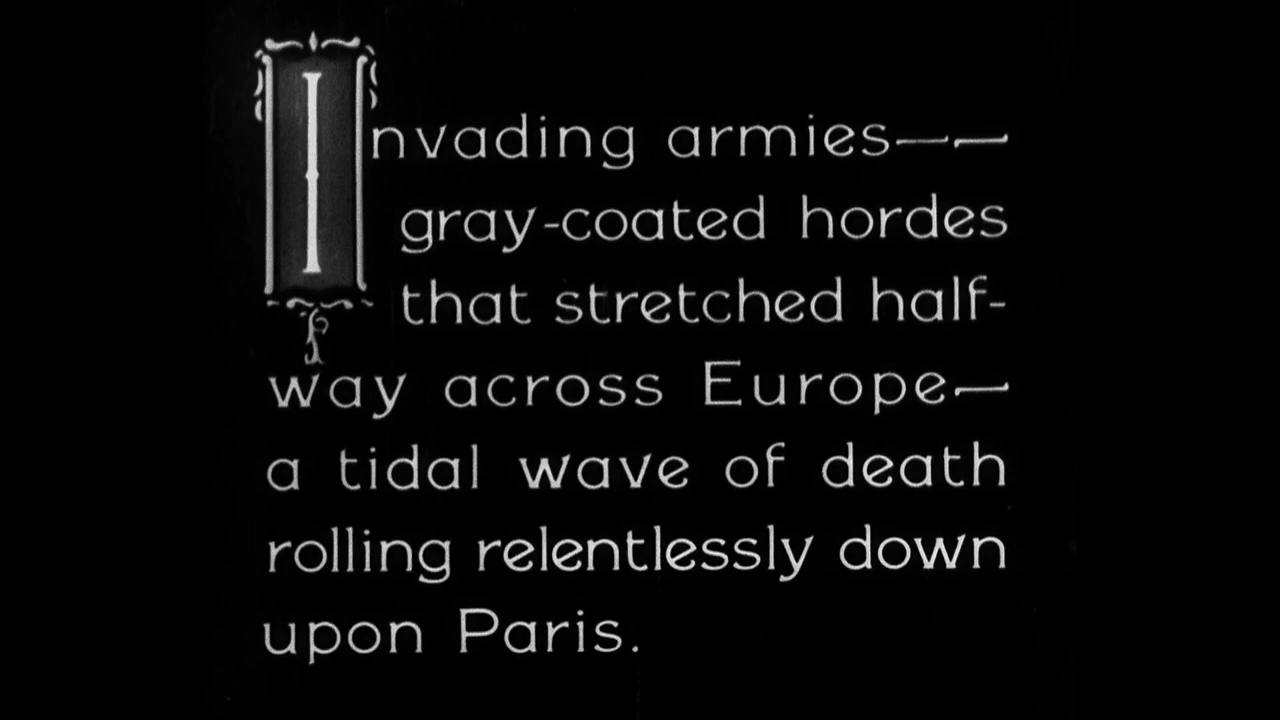 Invading armies——
gray-coated hordes
that stretched half-
way across Europe—
a tidal wave of death
rolling relentlessly down
upon Paris.